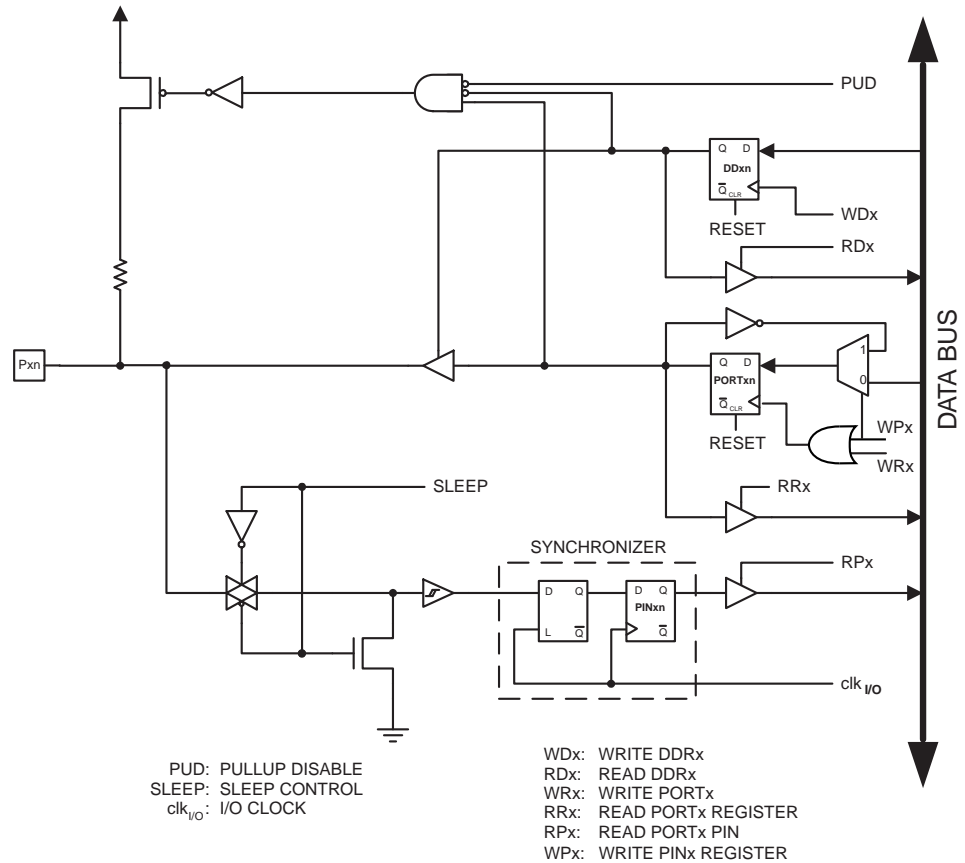 PUD
Q D
DDxn
Q CLR
WDx
RESET
RDx
Pxn
1
Q D
0
PORTxn
Q CLR
RESET
WPx
WRx
DATA BUS
SLEEP
RRx
SYNCHRONIZER
RPx
D Q
D Q
PINxn
L Q
Q
clk I/O
PUD: PULLUP DISABLE
SLEEP: SLEEP CONTROL
clkI/O: I/O CLOCK
WDx: WRITE DDRx
RDx: READ DDRx
WRx: WRITE PORTx
RRx: READ PORTx REGISTER
RPx: READ PORTx PIN
WPx: WRITE PINx REGISTER